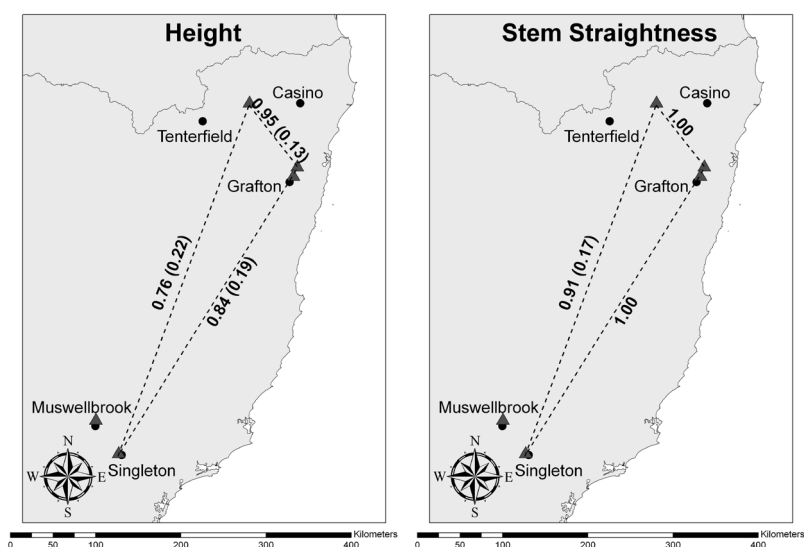 Height
Casino
Tenterfield
0.95 (0.13)
Grafton
0.76 (0.22)
0.84 (0.19)
Muswellbrook
Singleton
N
W
E
S
Kilometers
0 50 100 200 300 400
Stem Straightness
Casino
Tenterfield
1.00
Grafton
0.91 (0.17)
1.00
Muswellbrook
Singleton
N
W
E
S
Kilometers
0 50 100 200 300 400